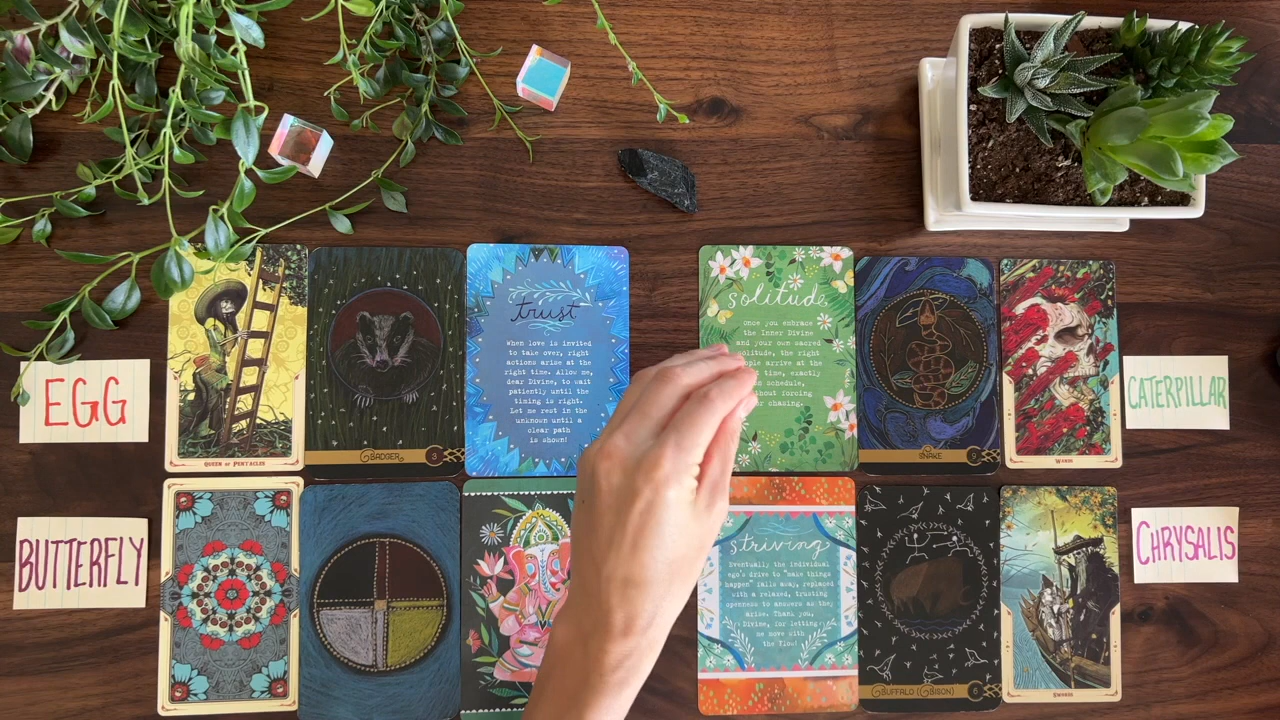 EGG
QUEEN OF PENTACLES
BADGER
3
trust
When love is invited
to take over, right
actions arise at the
right time. Allow me,
dear Divine, to wait
patiently until the
timing is right.
Let me rest in the
unknown until a
clear path
is shown!
solitude
Once you embrace
the Inner Divine
and your own sacred
solitude, the right
arrive at the
time, exactly
schedule,
forcing
chasing.
SNAKE
9
WANDS
CATERPILLAR
BUTTERFLY
striving
Eventually the individual
ego's drive to "make things
happen" falls away, replaced
with a relaxed, trusting
openness to answers as they
arise. Thank you,
Divine, for letting
me move with
the flow!
BUFFALO (BISON)
6
SWORDS
CHRYSALIS